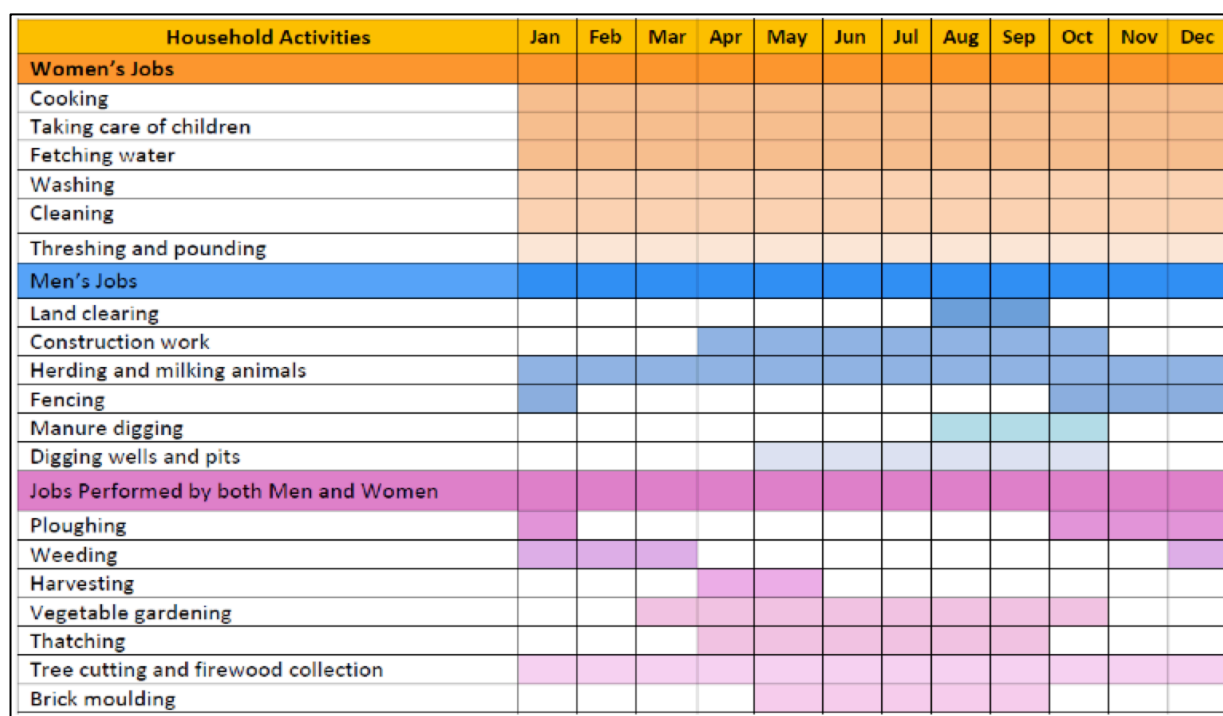 Household Activities Jan Feb Mar Apr May Jun Jul Aug Sep Oct Nov Dec
Women's Jobs
Cooking
Taking care of children
Fetching water
Washing
Cleaning
Threshing and pounding
Men's Jobs
Land clearing
Construction work
Herding and milking animals
Fencing
Manure digging
Digging wells and pits
Jobs Performed by both Men and Women
Ploughing
Weeding
Harvesting
Vegetable gardening
Thatching
Tree cutting and firewood collection
Brick moulding